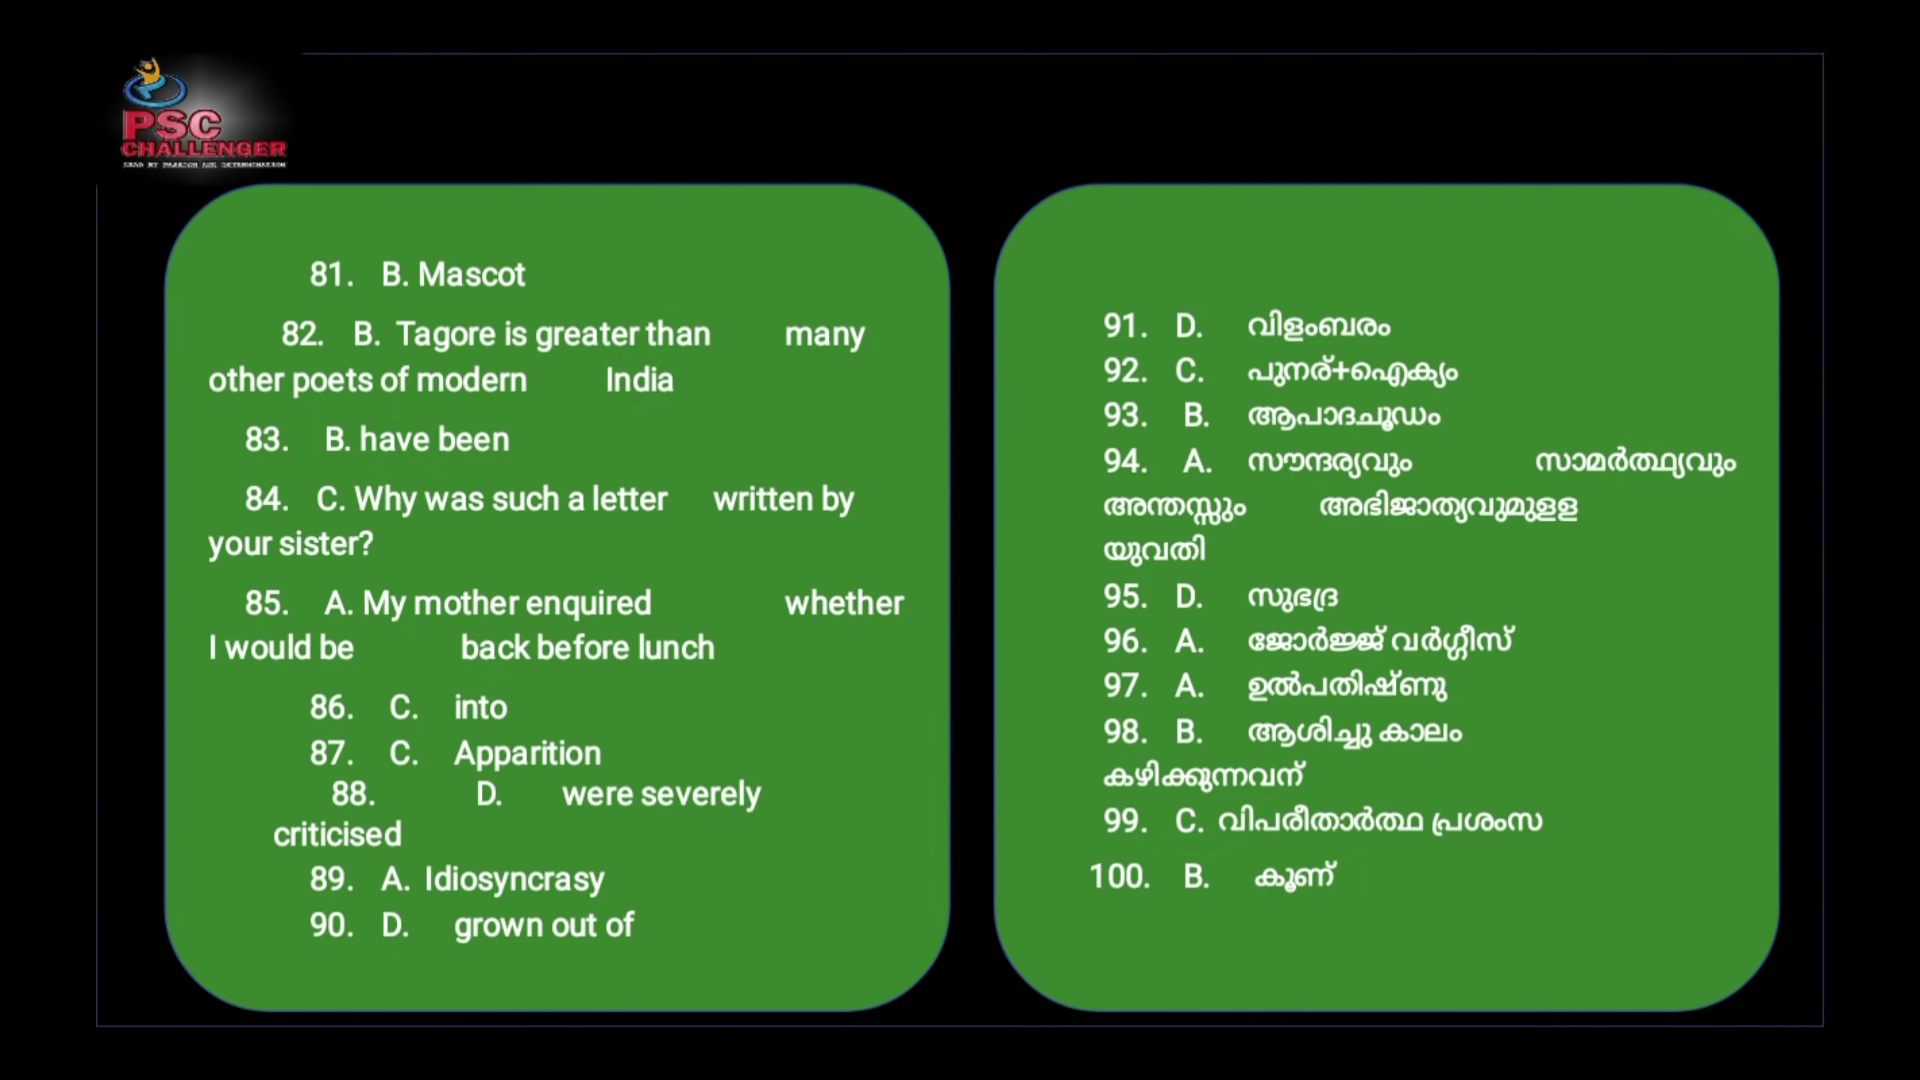 PSC
CHALLENGER
81. B. Mascot
82. B. Tagore is greater than many
other poets of modern India
83. B. have been
84. C. Why was such a letter written by
your sister?
85. A. My mother enquired whether
I would be back before lunch
86. C. into
87. C. Apparition
88. D. were severely
criticised
89. A. Idiosyncrasy
90. D. grown out of
91. D. വിളംബരം
92. C. പുനര്+ഐക്യം
93. B. ആപാദചൂഡം
94. A. സൗന്ദര്യവും സാമർത്ഥ്യവും
അന്തസ്സും അഭിജാത്യവുമുളള
യുവതി
95. D. സുഭദ്ര
96. A. ജോർജ്ജ് വർഗ്ഗീസ്
97. A. ഉൽപതിഷ്ണു
98. B. ആശിച്ചു കാലം
കഴിക്കുന്നവന്
99. C. വിപരീതാർത്ഥ പ്രശംസ
100. B. കൂണ്